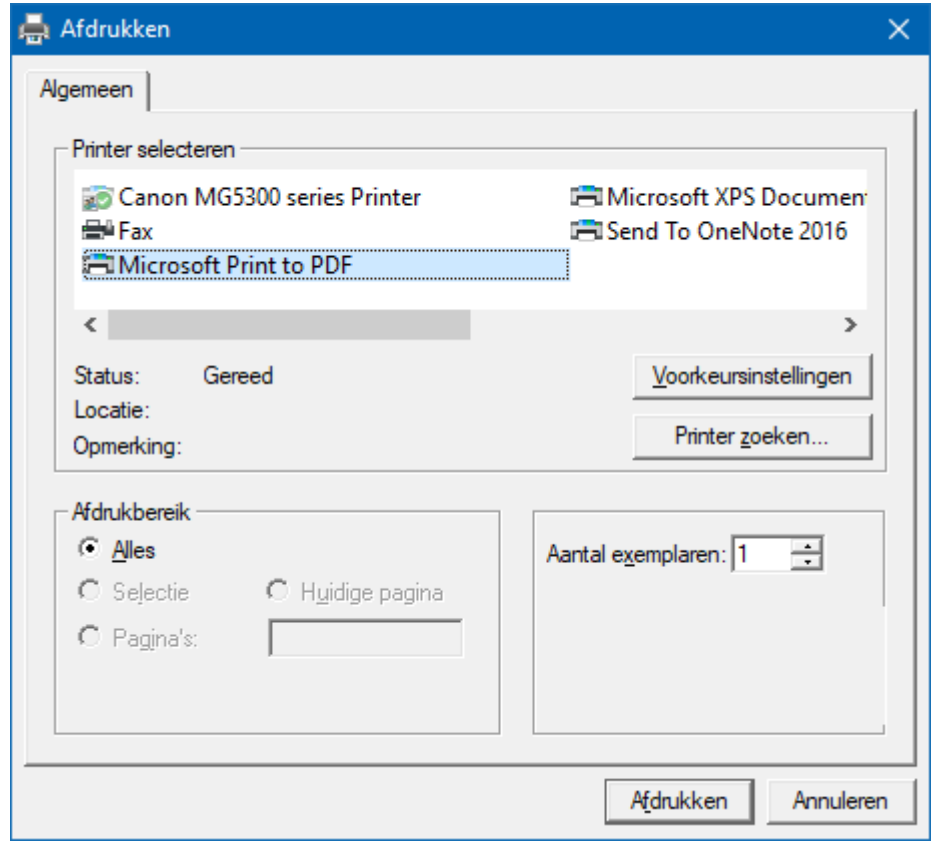 Afdrukken
Algemeen
Printer selecteren
Canon MG5300 series Printer
Fax
Microsoft Print to PDF
Microsoft XPS Documen
Send To OneNote 2016
Status: Gereed
Locatie:
Opmerking:
Voorkeursinstellingen
Printer zoeken...
Afdrukbereik
Alles
Selectie
Huidige pagina
Pagina's:
Aantal exemplaren: 1
Afdrukken
Annuleren